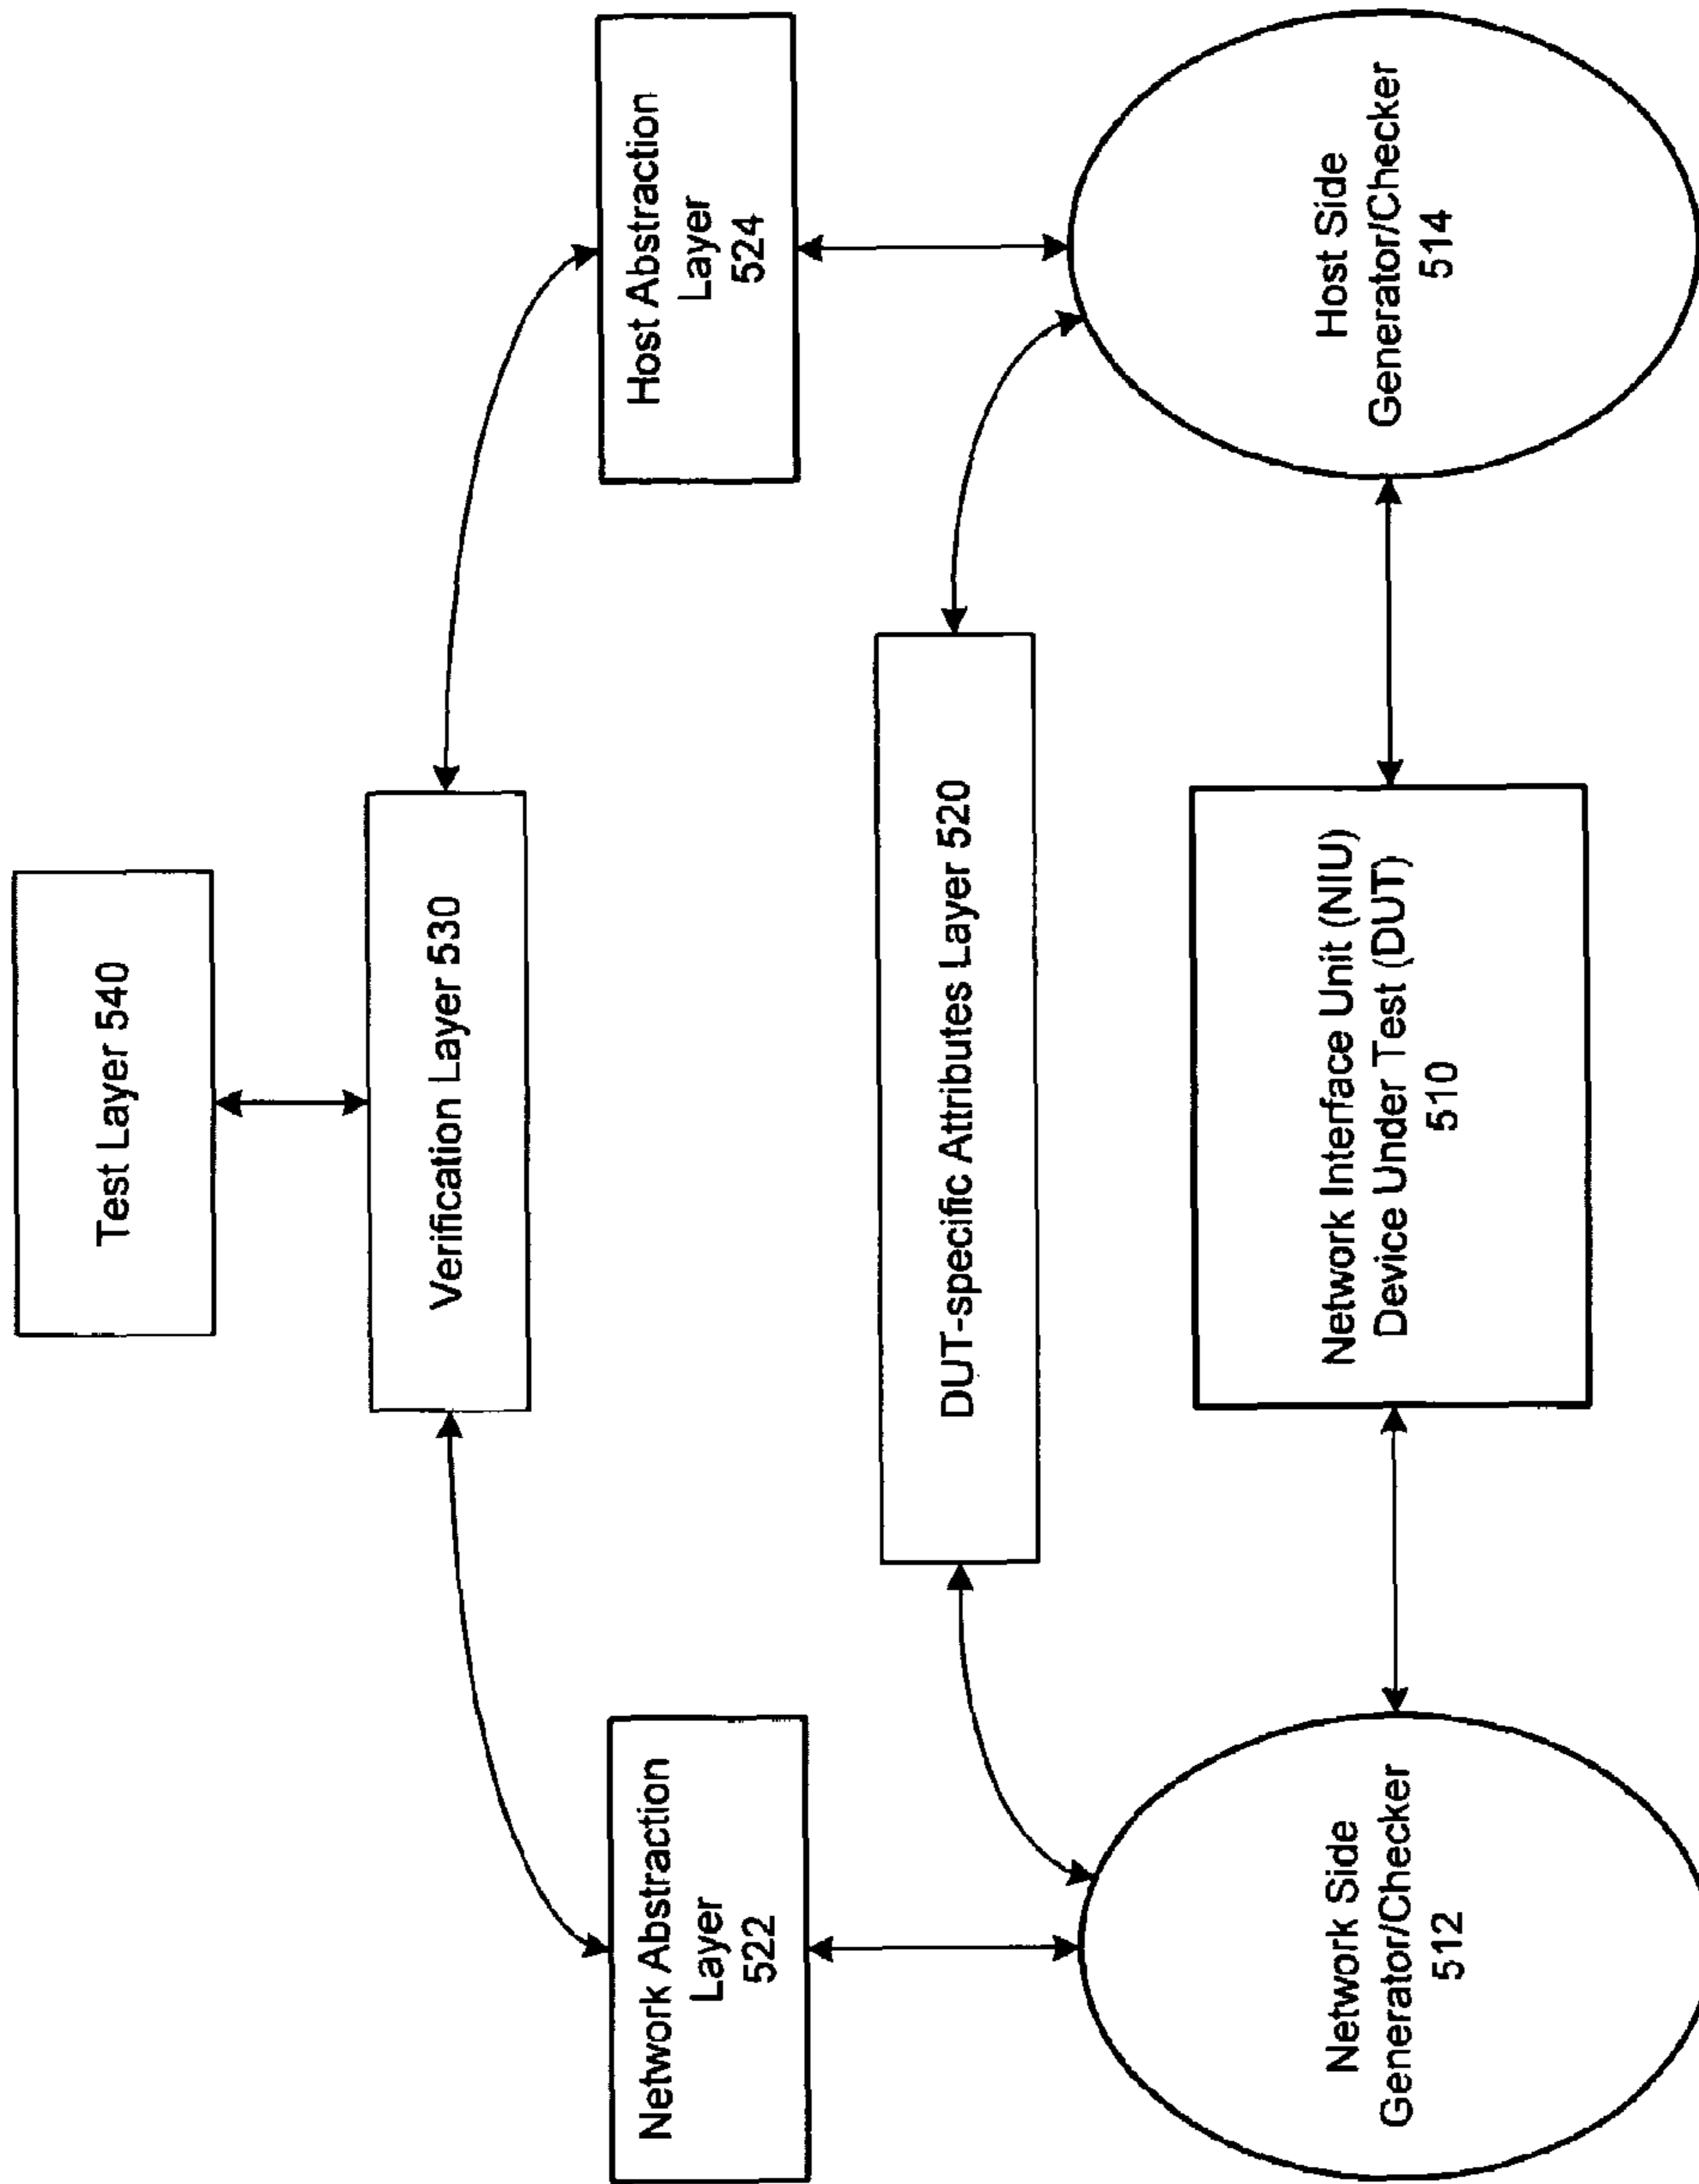 Test Layer 540
Verification Layer 530
Network Abstraction
Layer
522
Host Abstraction
Layer
524
DUT-specific Attributes Layer 520
Network Side
Generator/Checker
512
Network Interface Unit (NIU)
Device Under Test (DUT)
510
Host Side
Generator/Checker
514